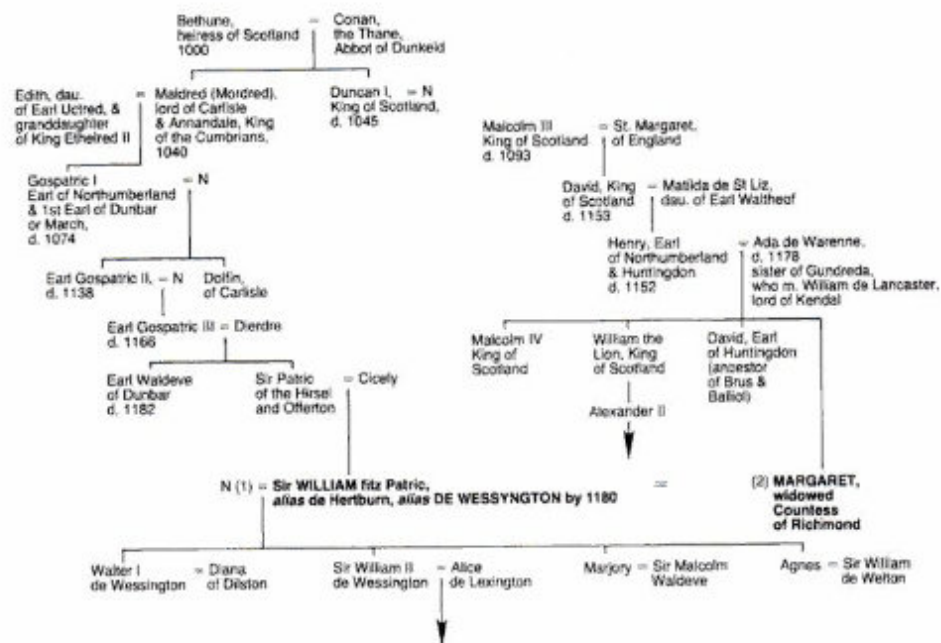 Bethune,
heiress of Scotland
1000
=
Conan,
the Thane,
Abbot of Dunkeld
Edith, dau.
of Earl Uctred, &
granddaughter
of King Ethelred II
=
Maldred (Mordred),
lord of Carlisle
& Annandale, King
of the Cumbrians,
1040
Duncan I, = N
King of Scotland,
d. 1045
Malcolm III
King of Scotland
d. 1093
=
St. Margaret,
of England
Gospatric I = N
Earl of Northumberland
& 1st Earl of Dunbar
or March,
d. 1074
David, King
of Scotland
d. 1153
=
Matilda de St Liz,
dau. of Earl Waltheof
Earl Gospatric II, = N
d. 1138
Dolfin,
of Carlisle
Henry, Earl
of Northumberland
& Huntingdon
d. 1152
=
Ada de Warenne,
d. 1178
sister of Gundreda,
who m. William de Lancaster,
lord of Kendal
Earl Gospatric III = Dierdre
d. 1166
Malcolm IV
King of
Scotland
William the
Lion, King
of Scotland
David, Earl
of Huntingdon
(ancestor
of Brus &
Balliol)
Earl Waldeve
of Dunbar
d. 1182
Sir Patric
of the Hirsel
and Offerton
= Cicely
Alexander II
N (1) = Sir WILLIAM fitz Patric,
alias de Hertburn, alias DE WESSYNGTON by 1180
=
(2) MARGARET,
widowed
Countess
of Richmond
Walter I
de Wessington
=
Diana
of Dilston
Sir William II
de Wessington
=
Alice
de Lexington
Marjory = Sir Malcolm
Waldeve
Agnes = Sir William
de Welton